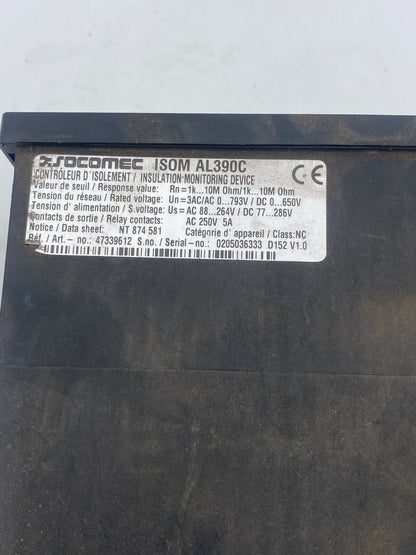 SOCOMEC ISOM AL390C
CONTRÔLEUR D'ISOLEMENT / INSULATION-MONITORING DEVICE
Valeur de seuil / Response value: Rn=1k...10M Ohm/1k...10M Ohm
Tension du réseau / Rated voltage: Un=3AC/AC 0...793V / DC 0...650V
Tension d'alimentation / S.voltage: Us= AC 88...264V / DC 77...286V
Contacts de sortie / Relay contacts: AC 250V 5A
Notice / Data sheet: NT 874 581 Catégorie d'appareil / Class:NC
Réf. / Art.– no.: 47339612 S.no / Serial–no.: 0205036333 D152 V1.0
CE